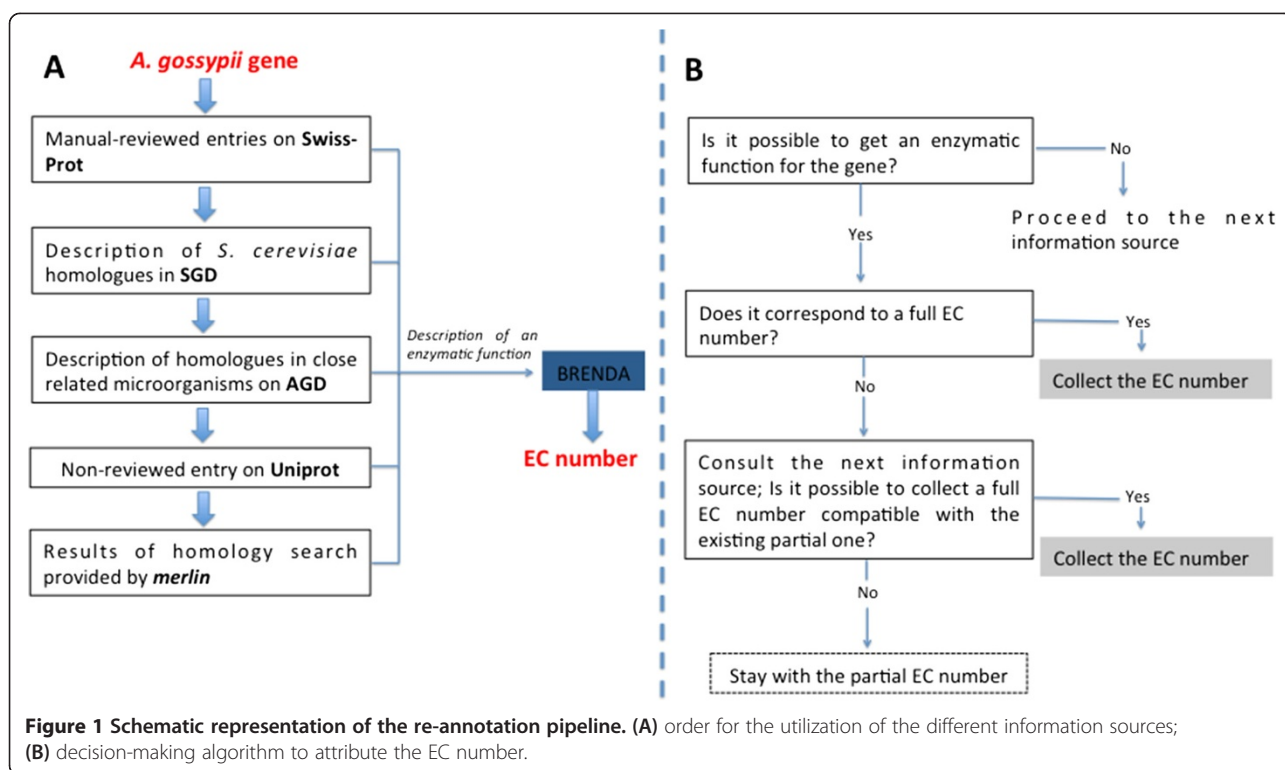 A
A. gossypii gene
Manual-reviewed entries on Swiss-
Prot
Description of S. cerevisiae
homologues in SGD
Description of homologues in close
related microorganisms on AGD
Non-reviewed entry on Uniprot
Results of homology search
provided by merlin
Description of an
enzymatic function
BRENDA
EC number
B
Is it possible to get an enzymatic
function for the gene?
No
Proceed to the next
information source
Yes
Does it correspond to a full EC
number?
Yes
Collect the EC number
No
Consult the next information
source; Is it possible to collect a full
EC number compatible with the
existing partial one?
Yes
Collect the EC number
No
Stay with the partial EC number
Figure 1 Schematic representation of the re-annotation pipeline. (A) order for the utilization of the different information sources;
(B) decision-making algorithm to attribute the EC number.